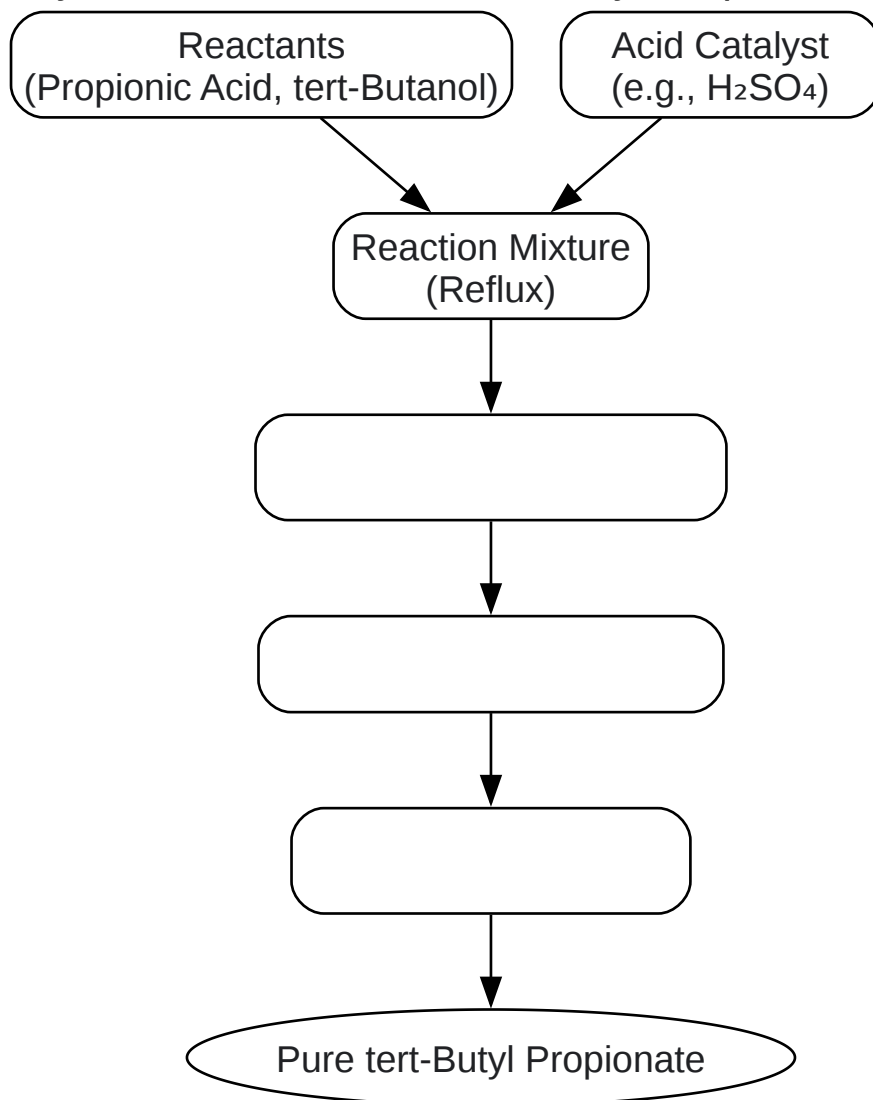 Reactants
(Propionic Acid, tert-Butanol)
Acid Catalyst
(e.g., H₂SO₄)
Reaction Mixture
(Reflux)
Pure tert-Butyl Propionate